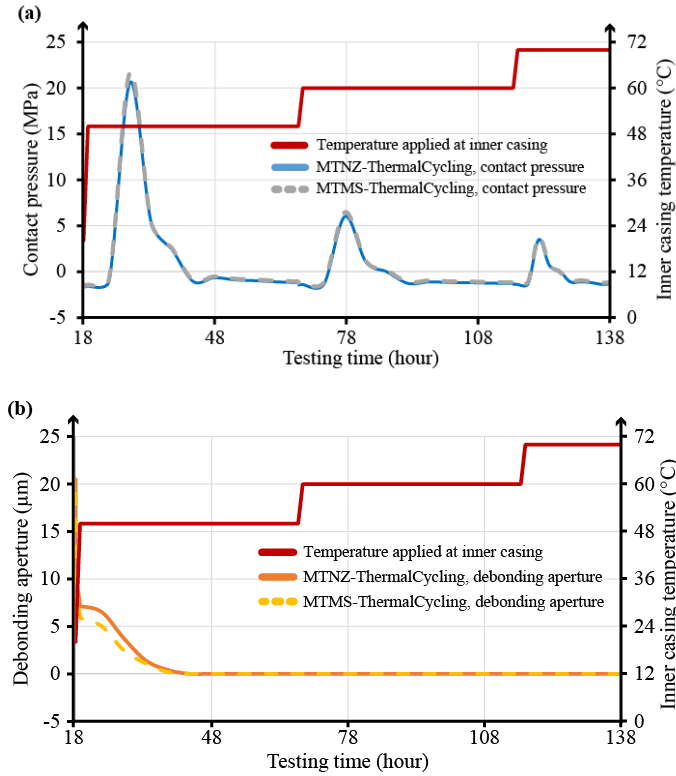 (a)
Contact pressure (MPa)
25
20
15
10
5
0
-5
72
60
48
36
24
12
0
Inner casing temperature (°C)
Temperature applied at inner casing
MTNZ-ThermalCycling, contact pressure
MTMS-ThermalCycling, contact pressure
18 48 78 108 138
Testing time (hour)
(b)
Debonding aperture (µm)
25
20
15
10
5
0
-5
72
60
48
36
24
12
0
Inner casing temperature (°C)
Temperature applied at inner casing
MTNZ-ThermalCycling, debonding aperture
MTMS-ThermalCycling, debonding aperture
18 48 78 108 138
Testing time (hour)